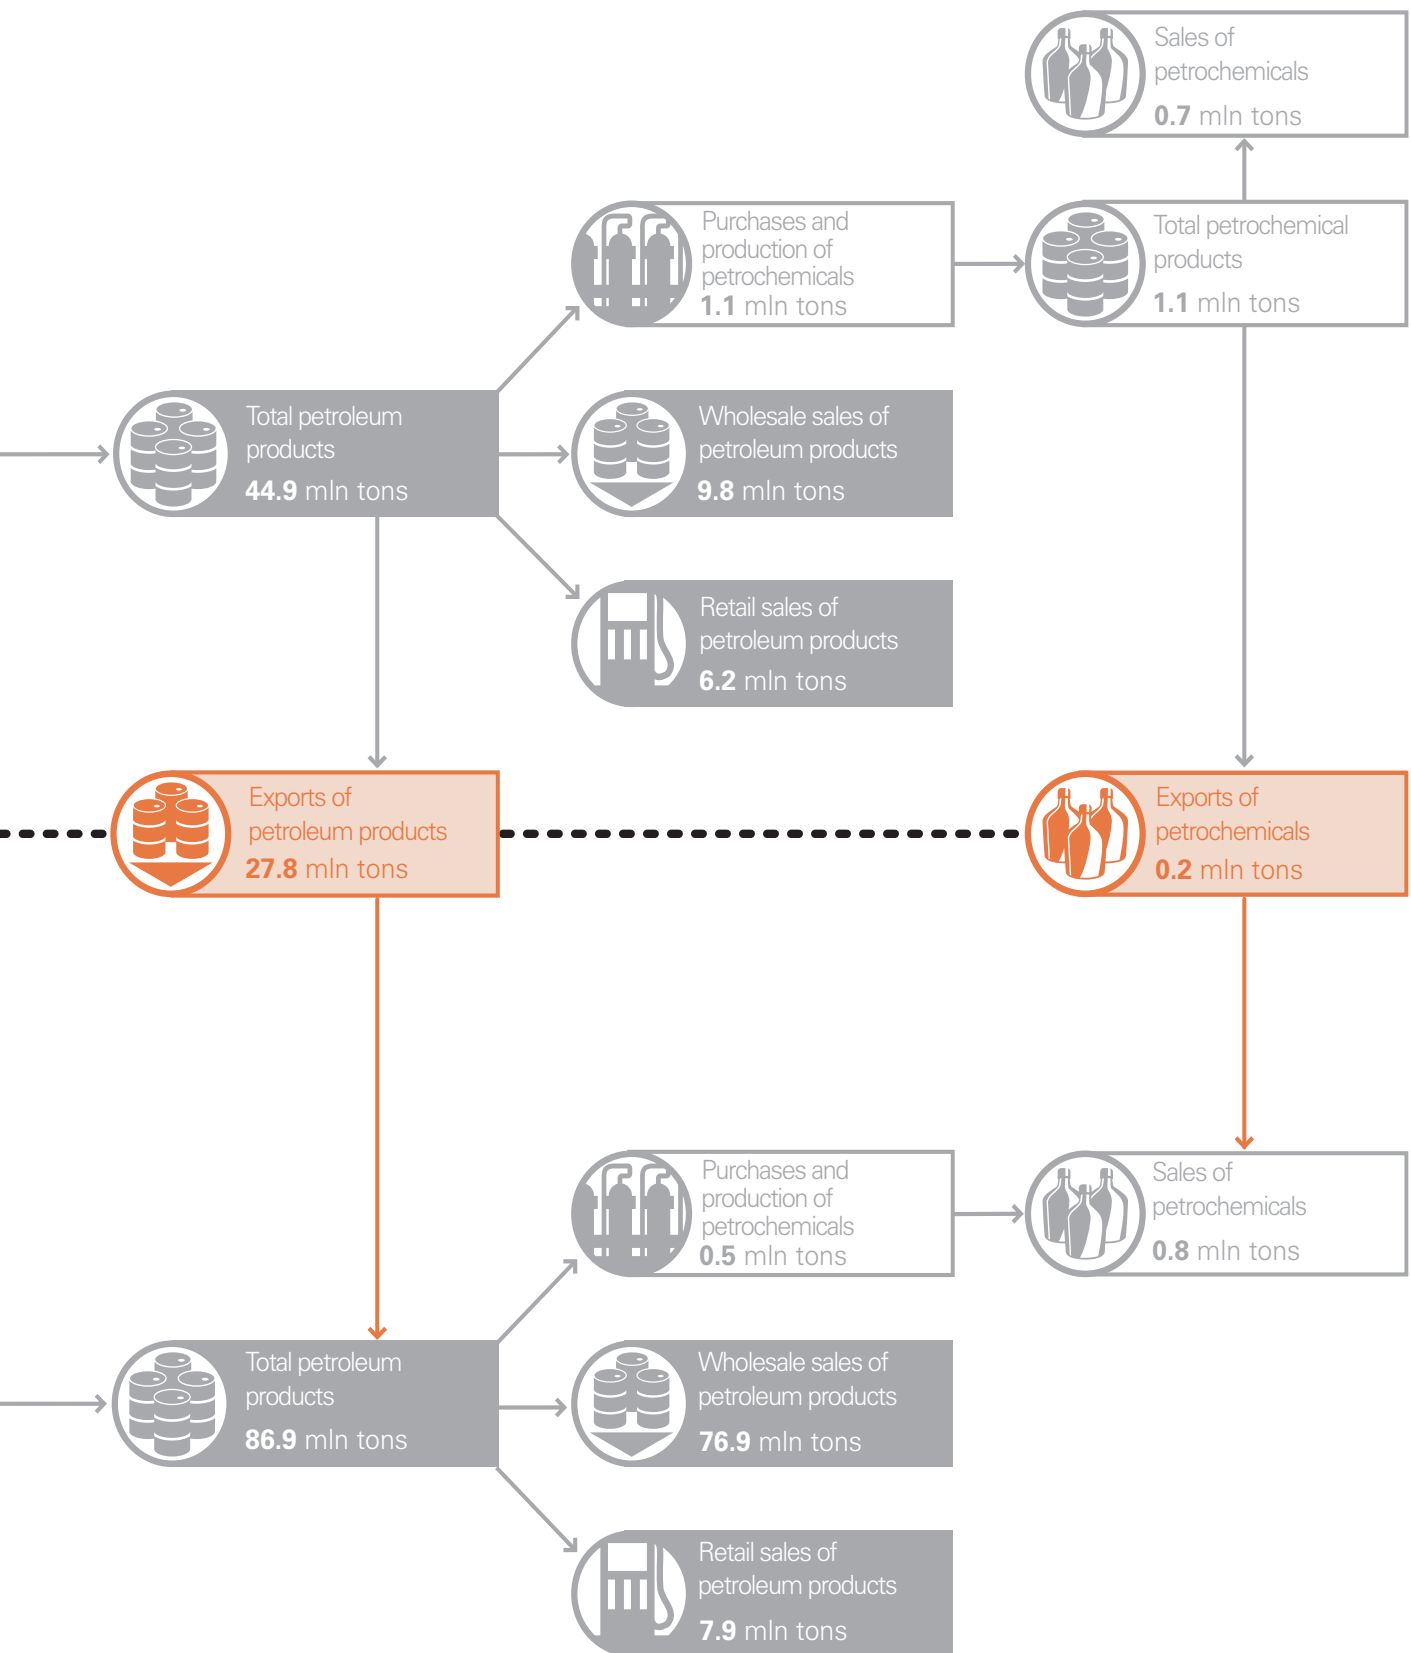 Sales of
petrochemicals
0.7 mln tons
Purchases and
production of
petrochemicals
1.1 mln tons
Total petrochemical
products
1.1 mln tons
Total petroleum
products
44.9 mln tons
Wholesale sales of
petroleum products
9.8 mln tons
Retail sales of
petroleum products
6.2 mln tons
Exports of
petroleum products
27.8 mln tons
Exports of
petrochemicals
0.2 mln tons
Purchases and
production of
petrochemicals
0.5 mln tons
Sales of
petrochemicals
0.8 mln tons
Total petroleum
products
86.9 mln tons
Wholesale sales of
petroleum products
76.9 mln tons
Retail sales of
petroleum products
7.9 mln tons